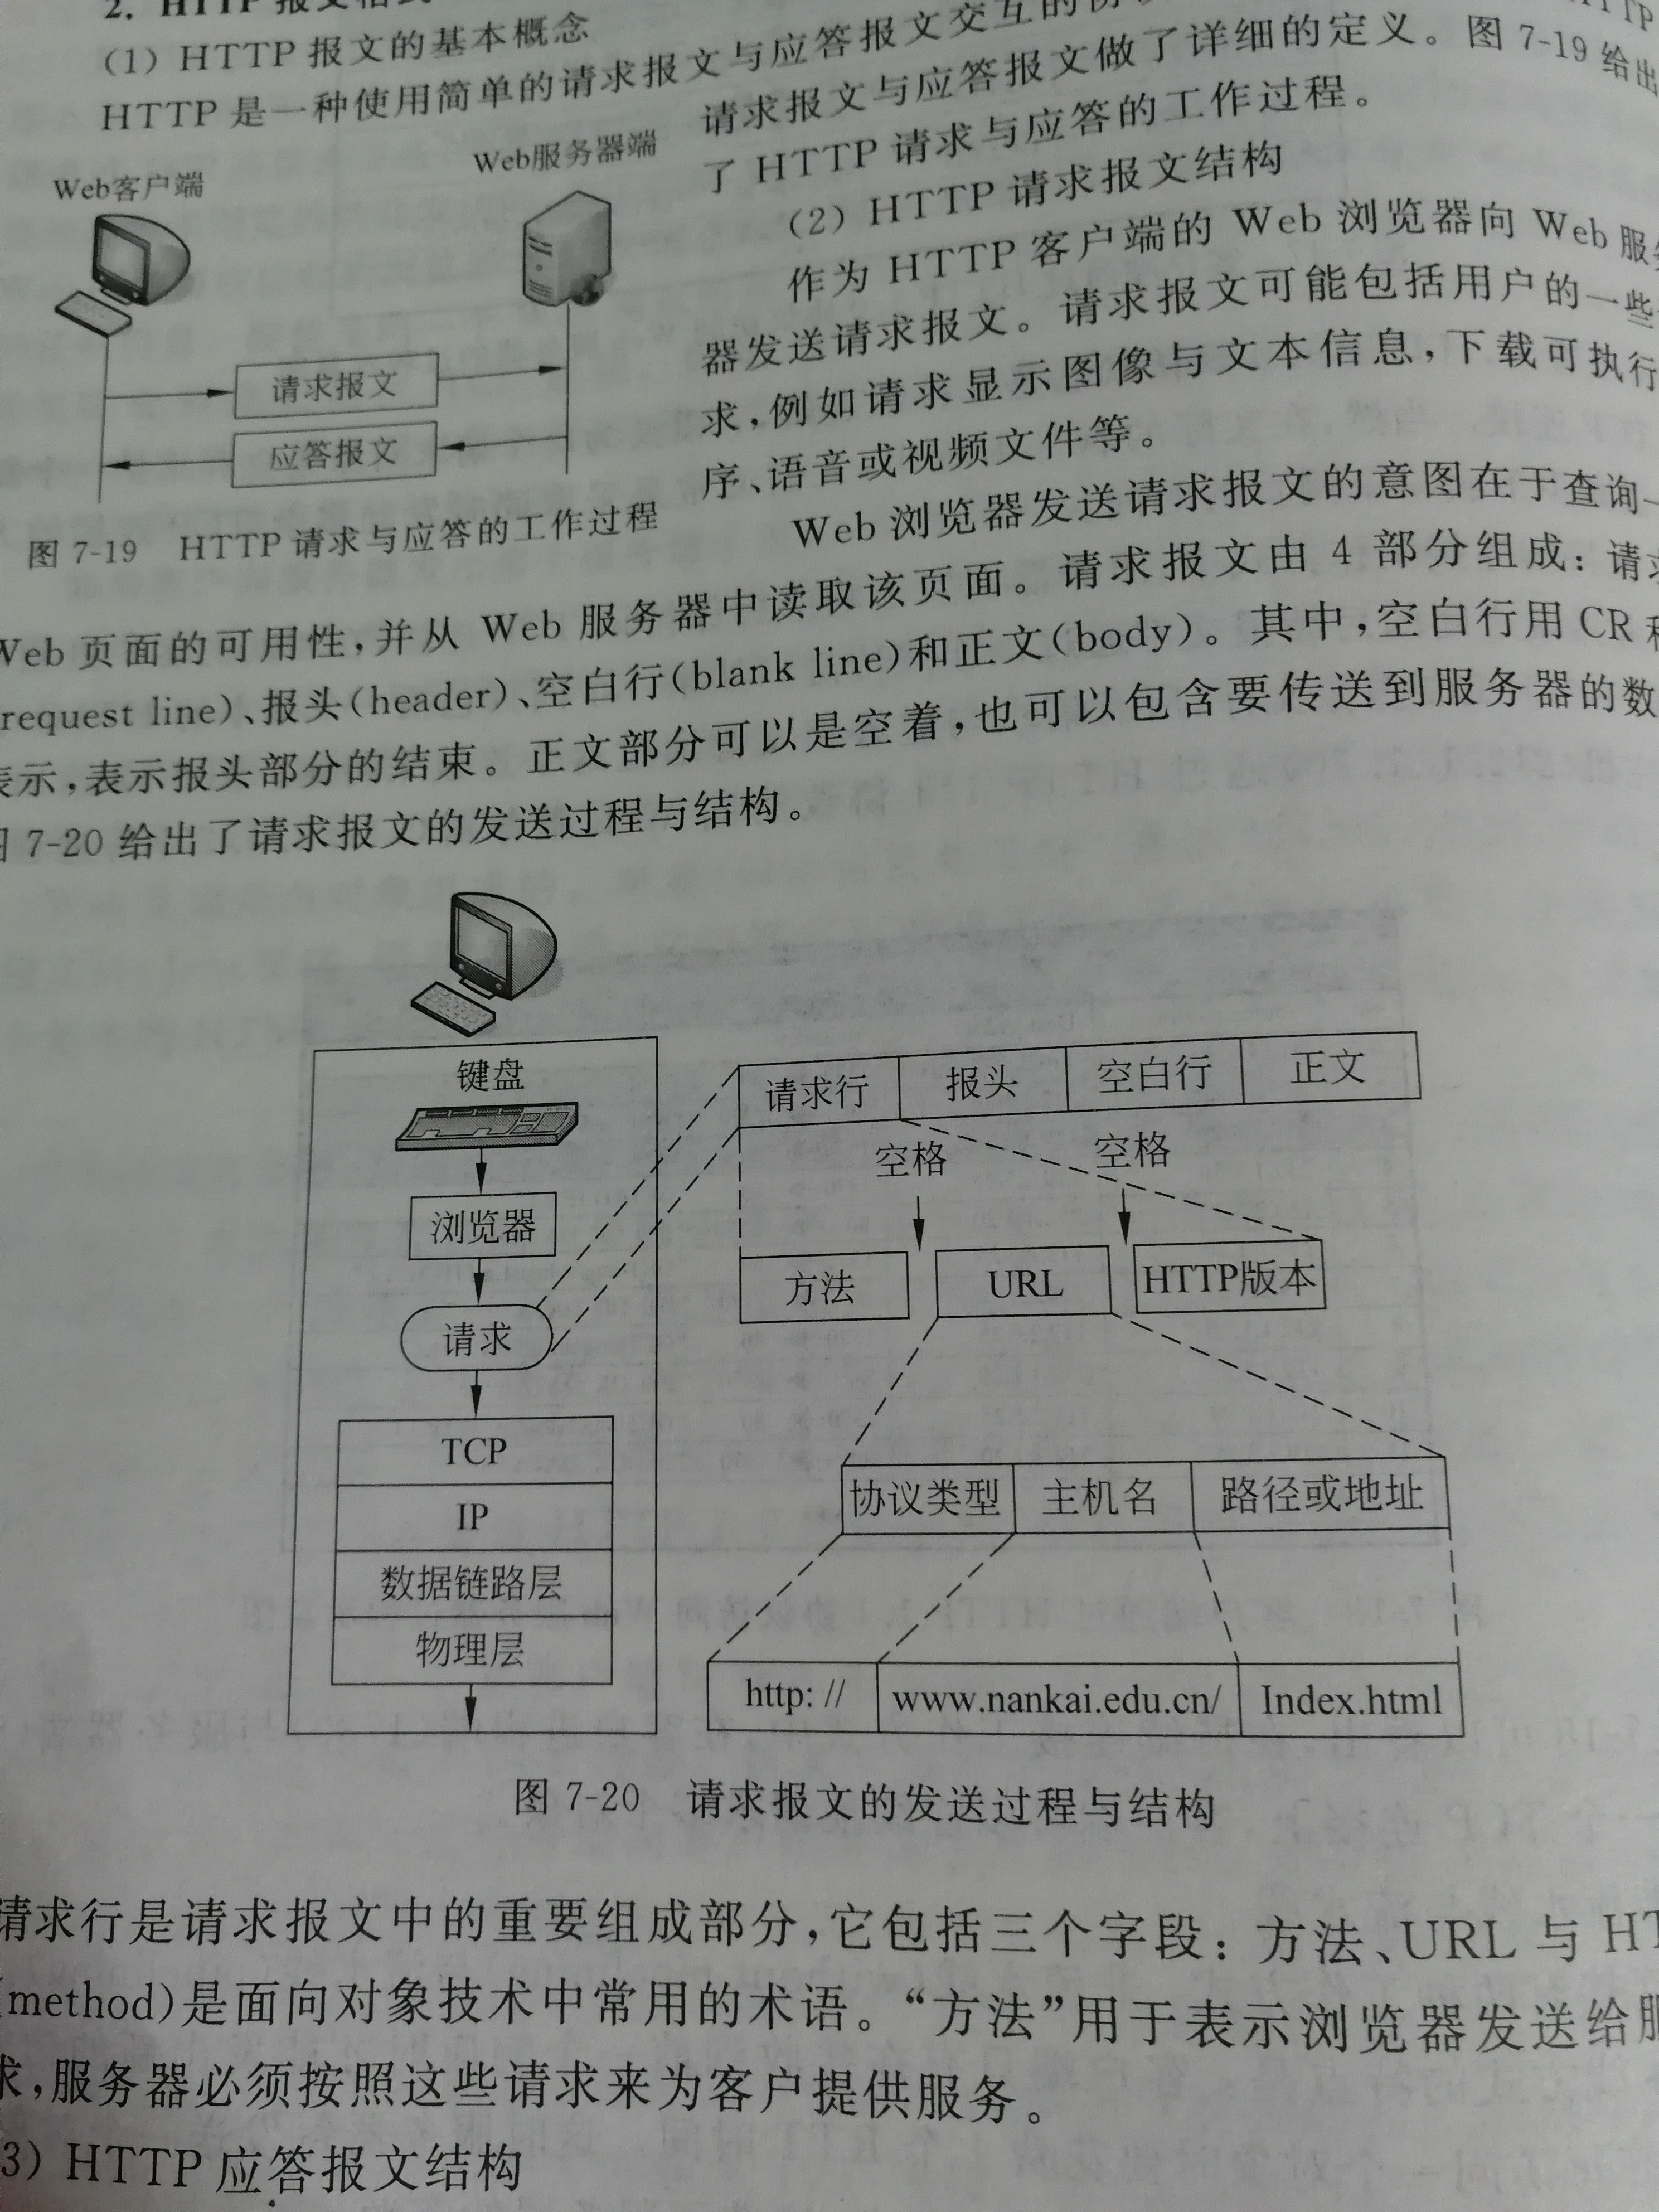 2. HTTP 报文格式
(1) HTTP 报文的基本概念
HTTP 是一种使用简单的请求报文与应答报文交互的
请求报文与应答报文做了详细的定义。图 7-19 给出
了 HTTP 请求与应答的工作过程。
Web客户端
Web服务器端
请求报文
应答报文
图 7-19 HTTP 请求与应答的工作过程
(2) HTTP 请求报文结构
作为 HTTP 客户端的 Web 浏览器向 Web 服
器发送请求报文。请求报文可能包括用户的一些
求,例如请求显示图像与文本信息,下载可执行
序、语音或视频文件等。
Web 浏览器发送请求报文的意图在于查询
Web 页面的可用性,并从 Web 服务器中读取该页面。请求报文由 4 部分组成: 请
request line)、报头(header)、空白行(blank line)和正文(body)。其中,空白行用 CR
表示,表示报头部分的结束。正文部分可以是空着,也可以包含要传送到服务器的数
7-20 给出了请求报文的发送过程与结构。
键盘
浏览器
请求
TCP
IP
数据链路层
物理层
请求行 报头 空白行 正文
空格 空格
方法 URL HTTP版本
协议类型 主机名 路径或地址
http: // www.nankai.edu.cn/ Index.html
图 7-20 请求报文的发送过程与结构
请求行是请求报文中的重要组成部分,它包括三个字段: 方法、URL 与
(method)是面向对象技术中常用的术语。“方法”用于表示浏览器发送给
求,服务器必须按照这些请求来为客户提供服务。
3) HTTP 应答报文结构